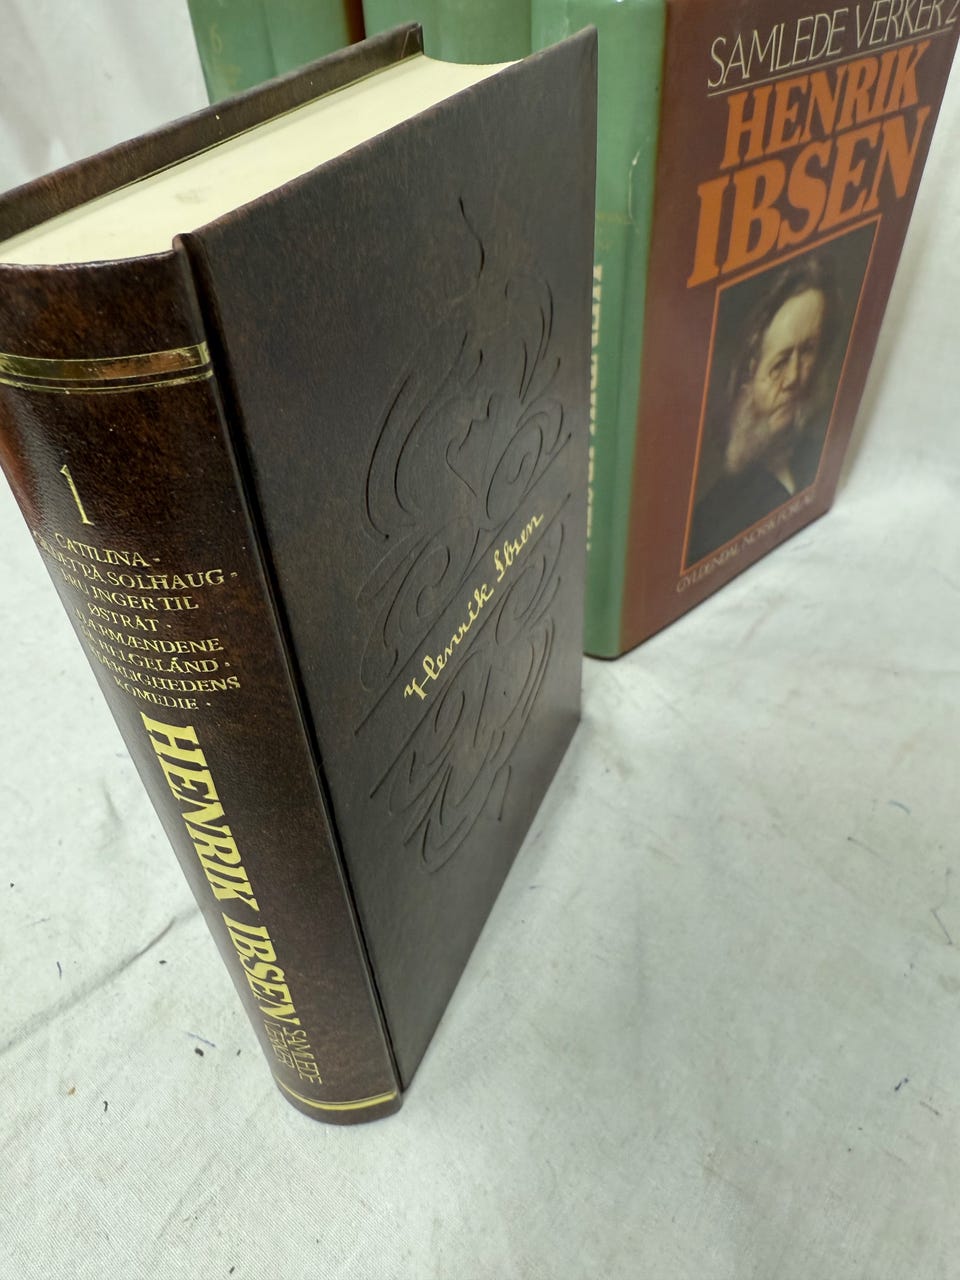 1
CATILINA ·
GILDET PÅ SOLHAUG ·
FRU INGER TIL
ØSTRÅT ·
HÆRMÆNDENE
PÅ HELGELAND ·
KJÆRLIGHEDENS
KOMEDIE ·
HENRIK IBSEN
SAMLEDE
VERKER
Henrik Ibsen
SAMLEDE VERKER 2
HENRIK
IBSEN
GYLDENDAL NORSK FORLAG
6